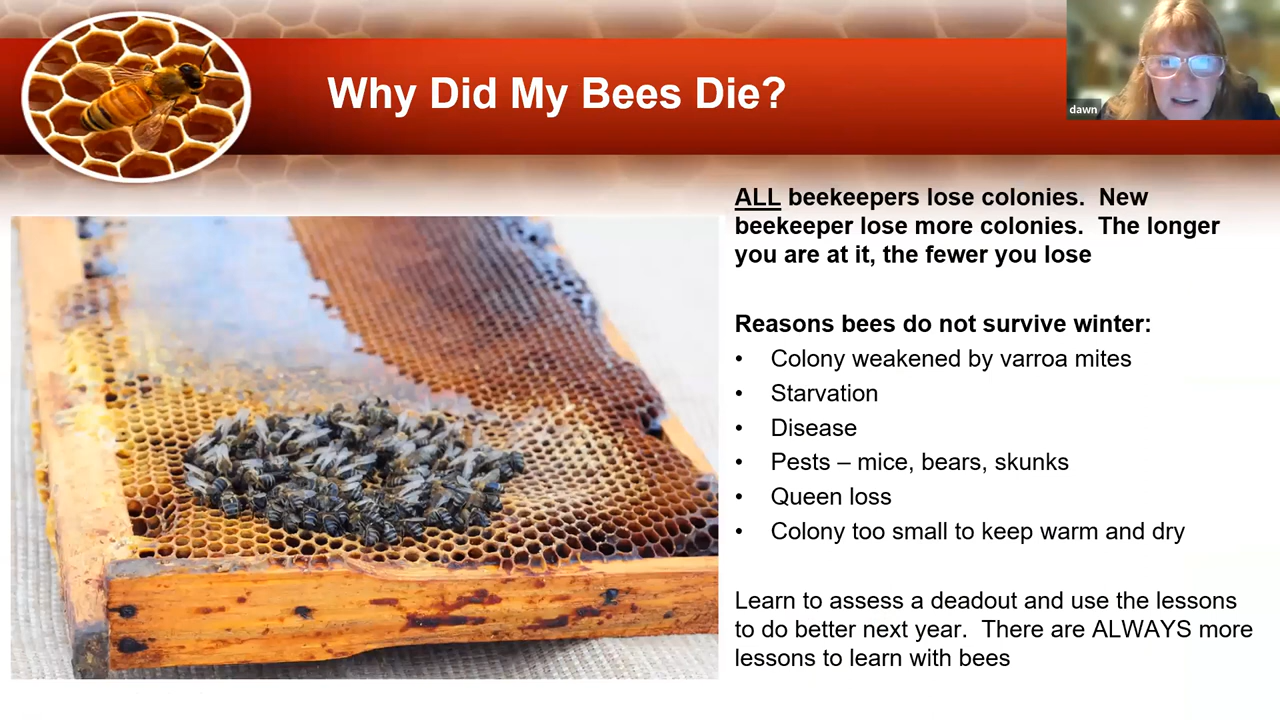 Why Did My Bees Die?
dawn
ALL beekeepers lose colonies.  New
beekeeper lose more colonies.  The longer
you are at it, the fewer you lose
Reasons bees do not survive winter:
• Colony weakened by varroa mites
• Starvation
• Disease
• Pests – mice, bears, skunks
• Queen loss
• Colony too small to keep warm and dry
Learn to assess a deadout and use the lessons
to do better next year.  There are ALWAYS more
lessons to learn with bees